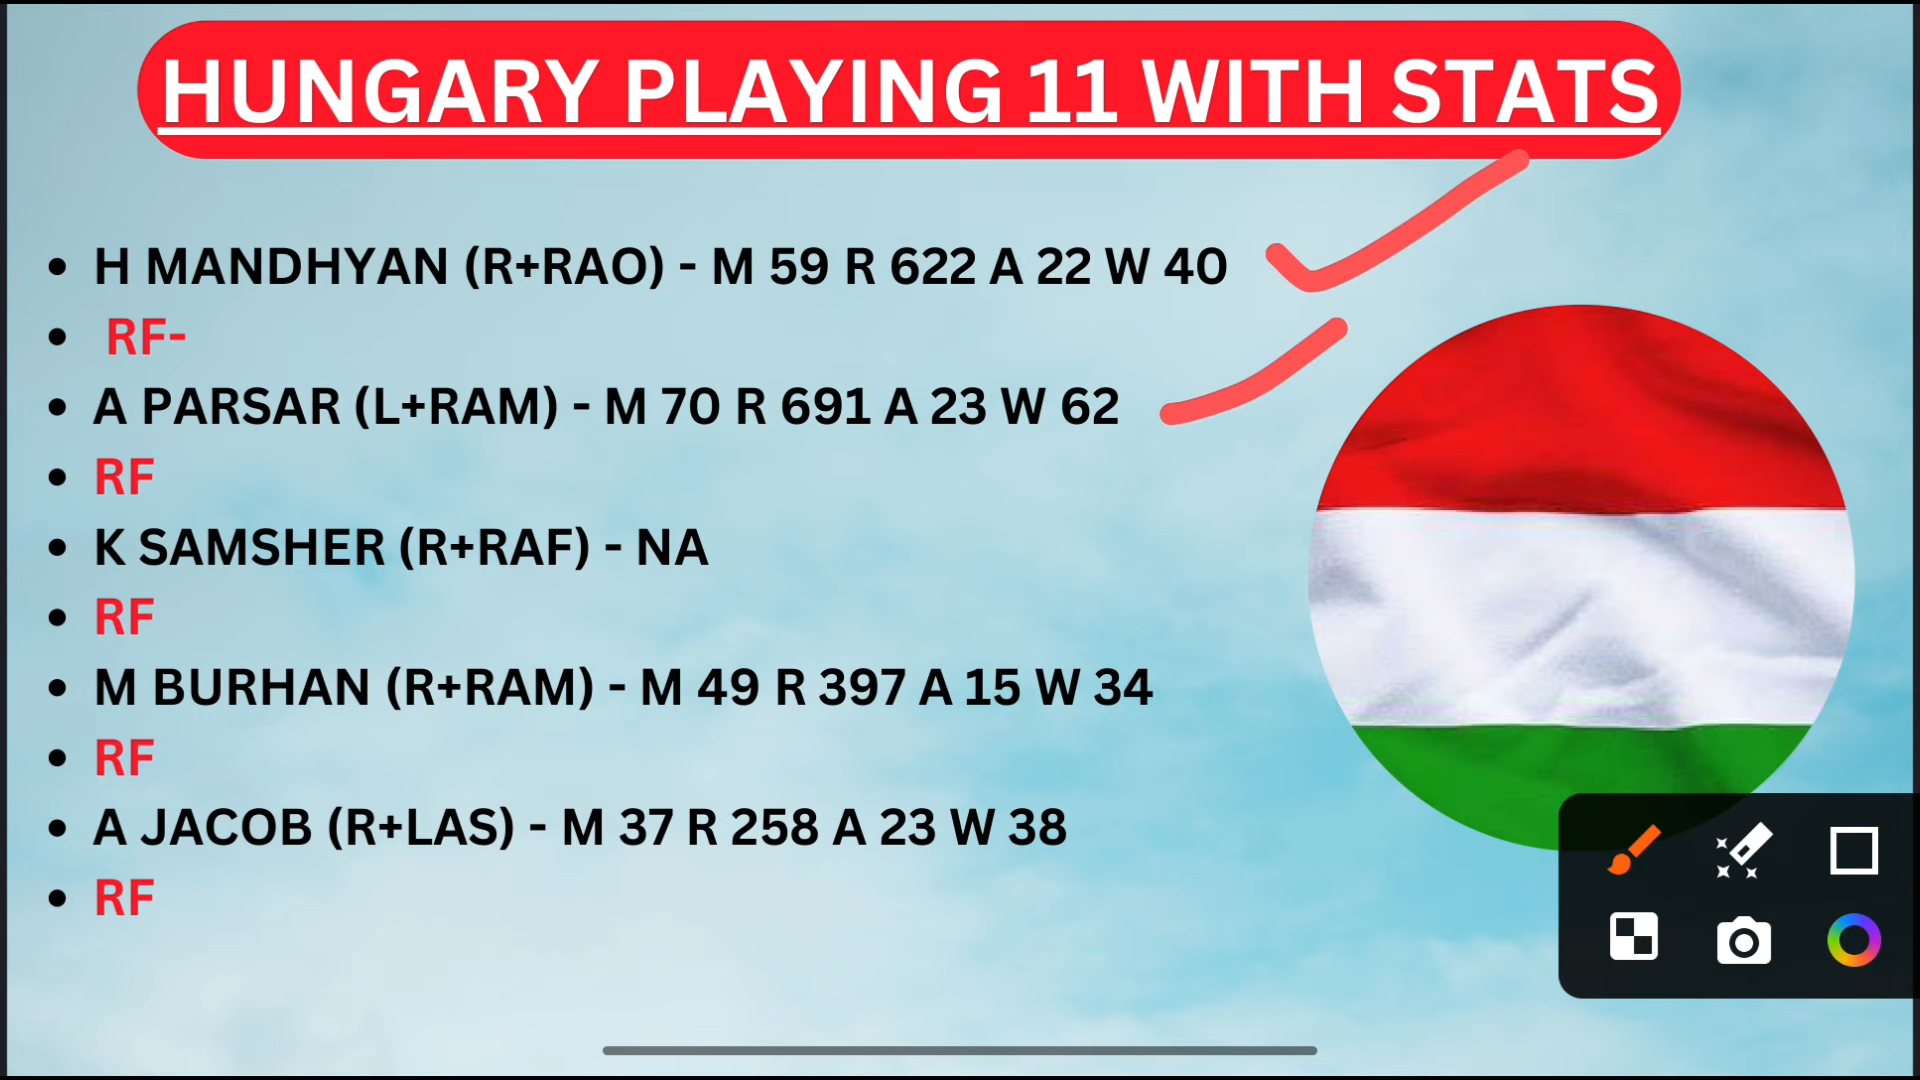 HUNGARY PLAYING 11 WITH STATS
• H MANDHYAN (R+RAO) - M 59 R 622 A 22 W 40
• RF-
• A PARSAR (L+RAM) - M 70 R 691 A 23 W 62
• RF
• K SAMSHER (R+RAF) - NA
• RF
• M BURHAN (R+RAM) - M 49 R 397 A 15 W 34
• RF
• A JACOB (R+LAS) - M 37 R 258 A 23 W 38
• RF